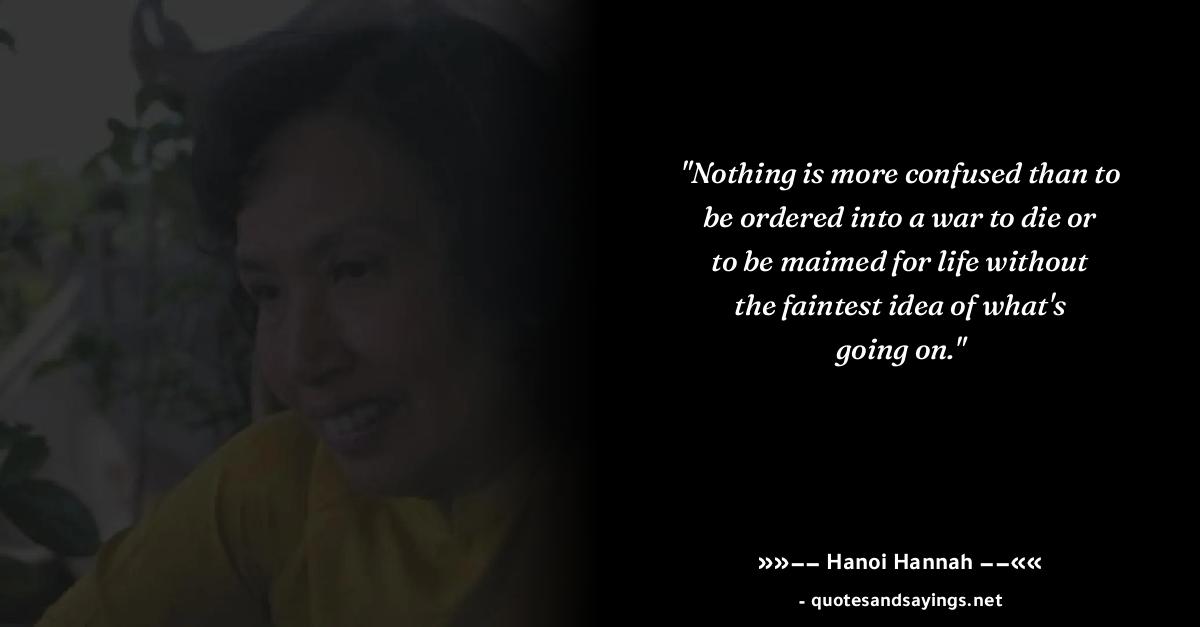 "Nothing is more confused than to
be ordered into a war to die or
to be maimed for life without
the faintest idea of what's
going on."
»»–– Hanoi Hannah ––««
- quotesandsayings.net